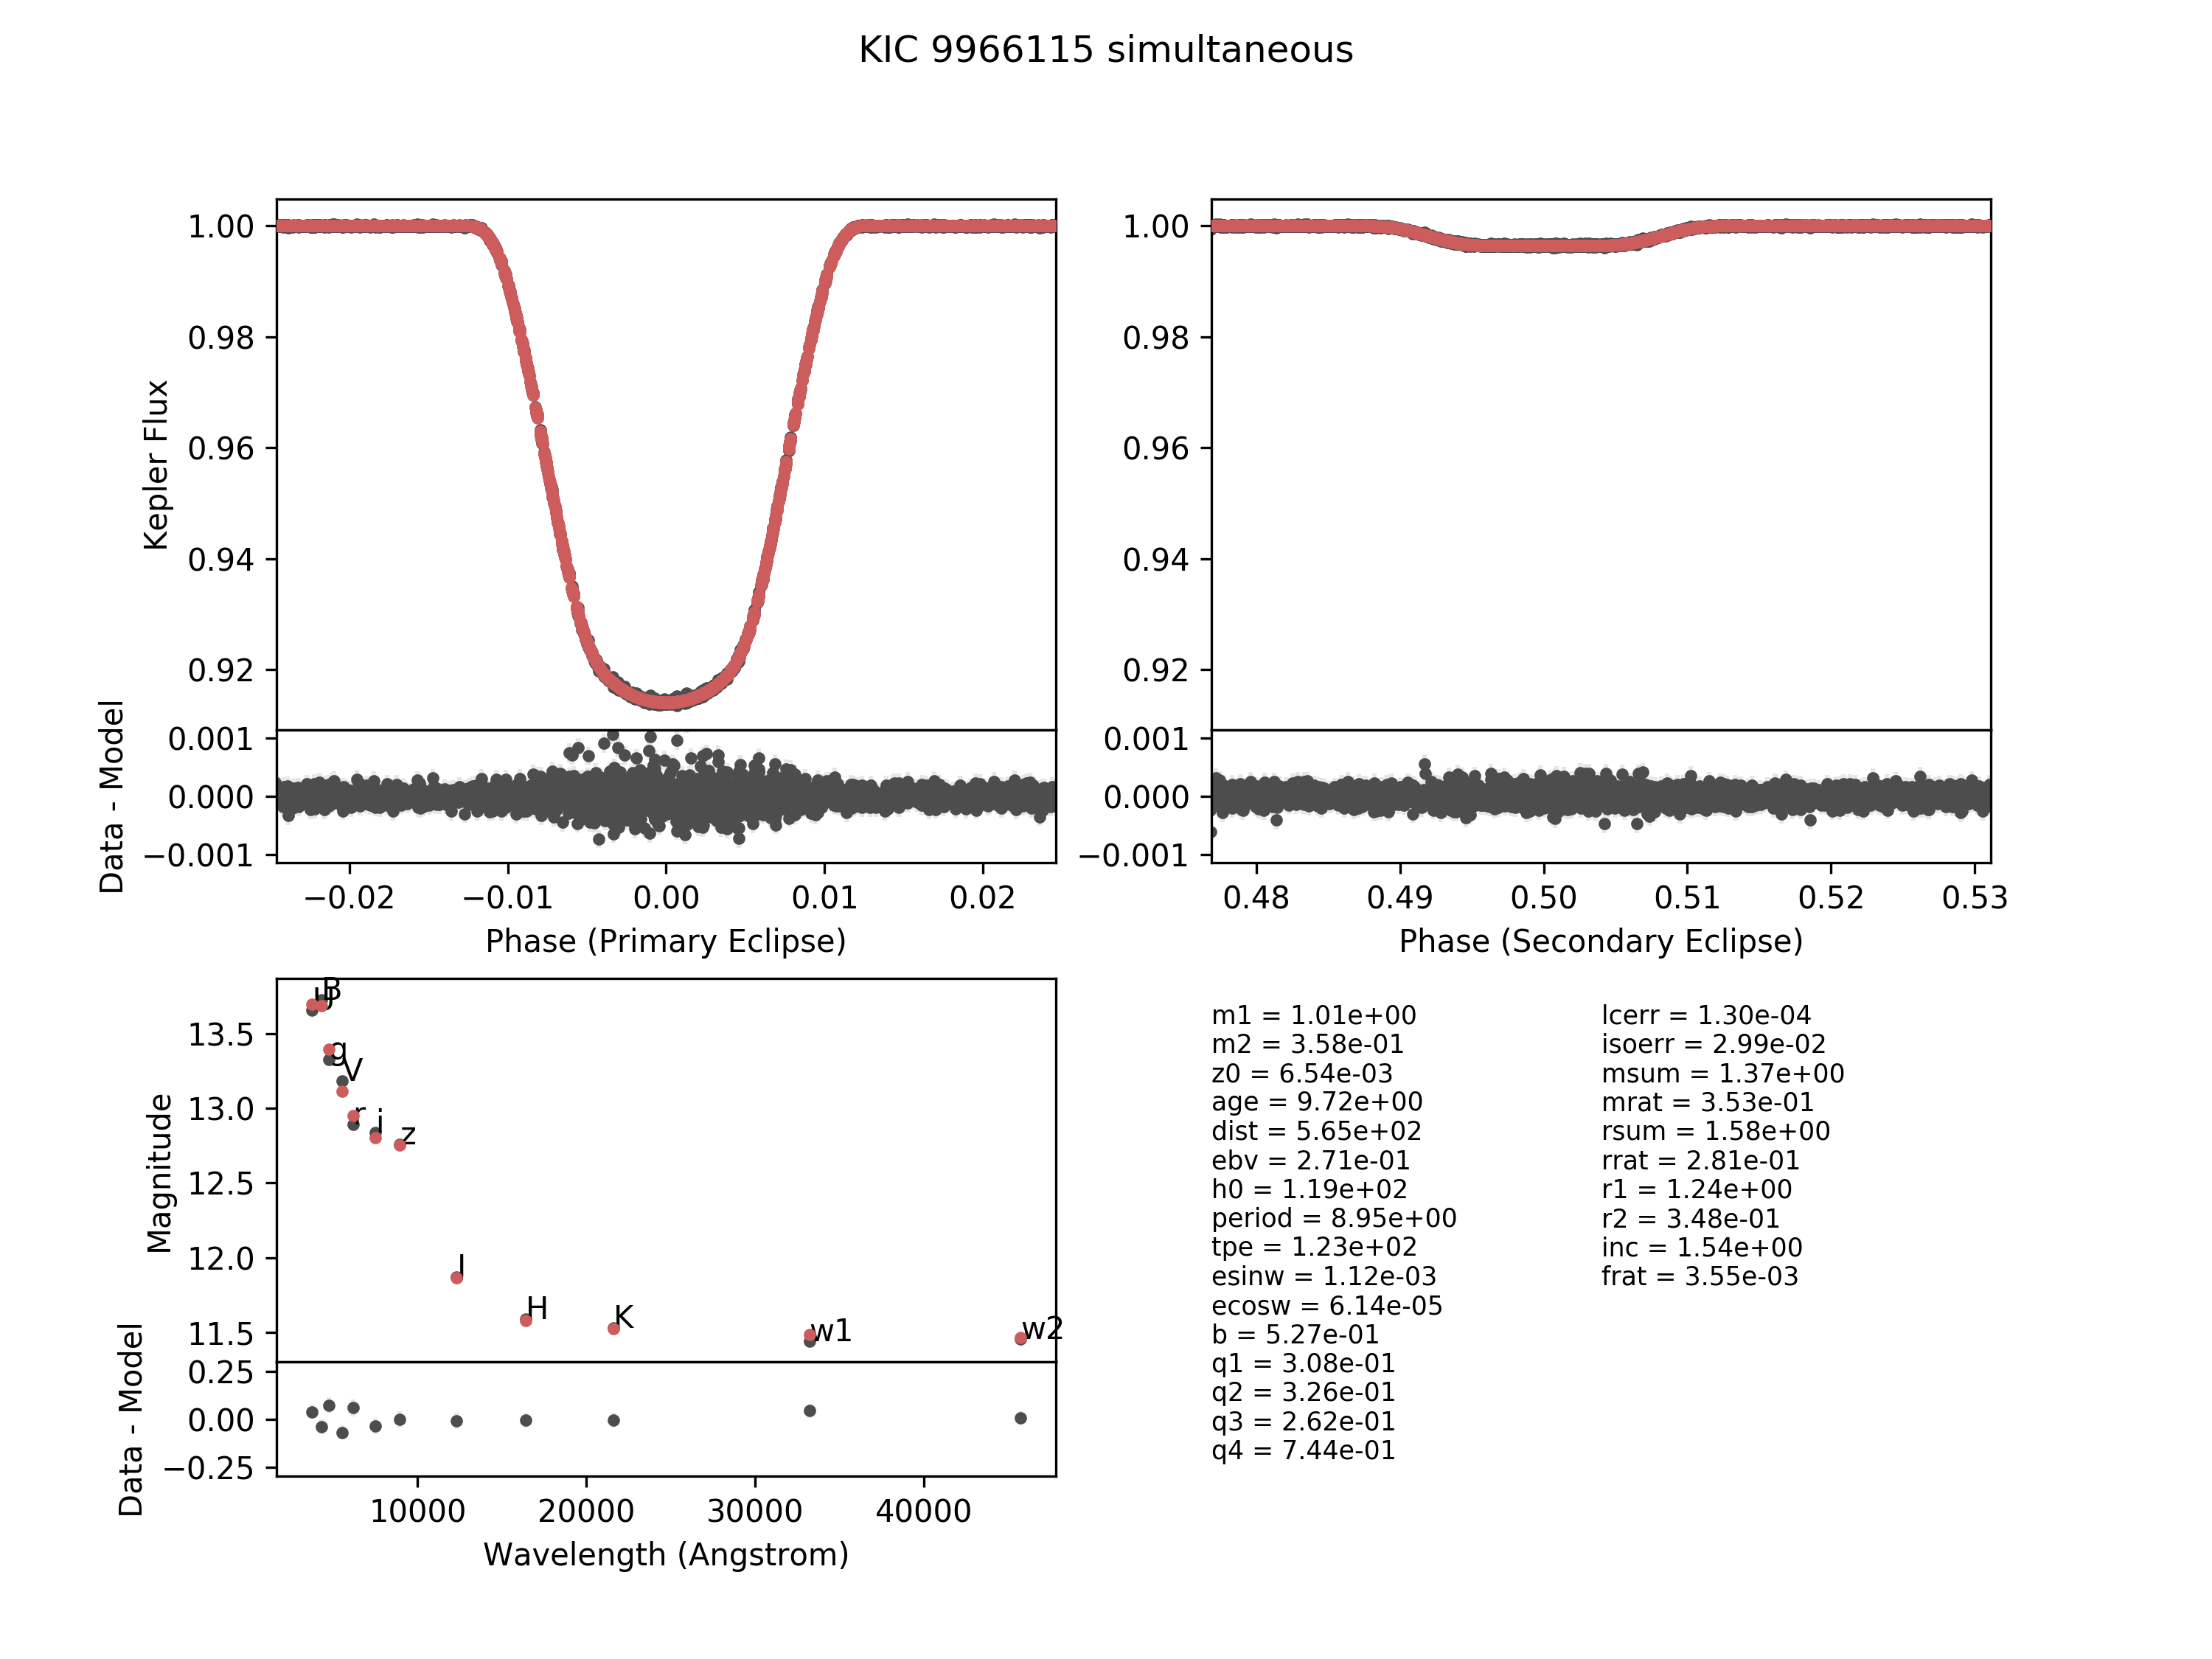 KIC 9966115 simultaneous
Kepler Flux
1.00
0.98
0.96
0.94
0.92
Data - Model
0.001
0.000
−0.001
−0.02 −0.01 0.00 0.01 0.02
Phase (Primary Eclipse)
1.00
0.98
0.96
0.94
0.92
0.001
0.000
−0.001
0.48 0.49 0.50 0.51 0.52 0.53
Phase (Secondary Eclipse)
Magnitude
13.5
13.0
12.5
12.0
11.5
B
g
V
r
i
z
J
H
K
w1
w2
Data - Model
0.25
0.00
−0.25
10000 20000 30000 40000
Wavelength (Angstrom)
m1 = 1.01e+00
m2 = 3.58e-01
z0 = 6.54e-03
age = 9.72e+00
dist = 5.65e+02
ebv = 2.71e-01
h0 = 1.19e+02
period = 8.95e+00
tpe = 1.23e+02
esinw = 1.12e-03
ecosw = 6.14e-05
b = 5.27e-01
q1 = 3.08e-01
q2 = 3.26e-01
q3 = 2.62e-01
q4 = 7.44e-01
lcerr = 1.30e-04
isoerr = 2.99e-02
msum = 1.37e+00
mrat = 3.53e-01
rsum = 1.58e+00
rrat = 2.81e-01
r1 = 1.24e+00
r2 = 3.48e-01
inc = 1.54e+00
frat = 3.55e-03